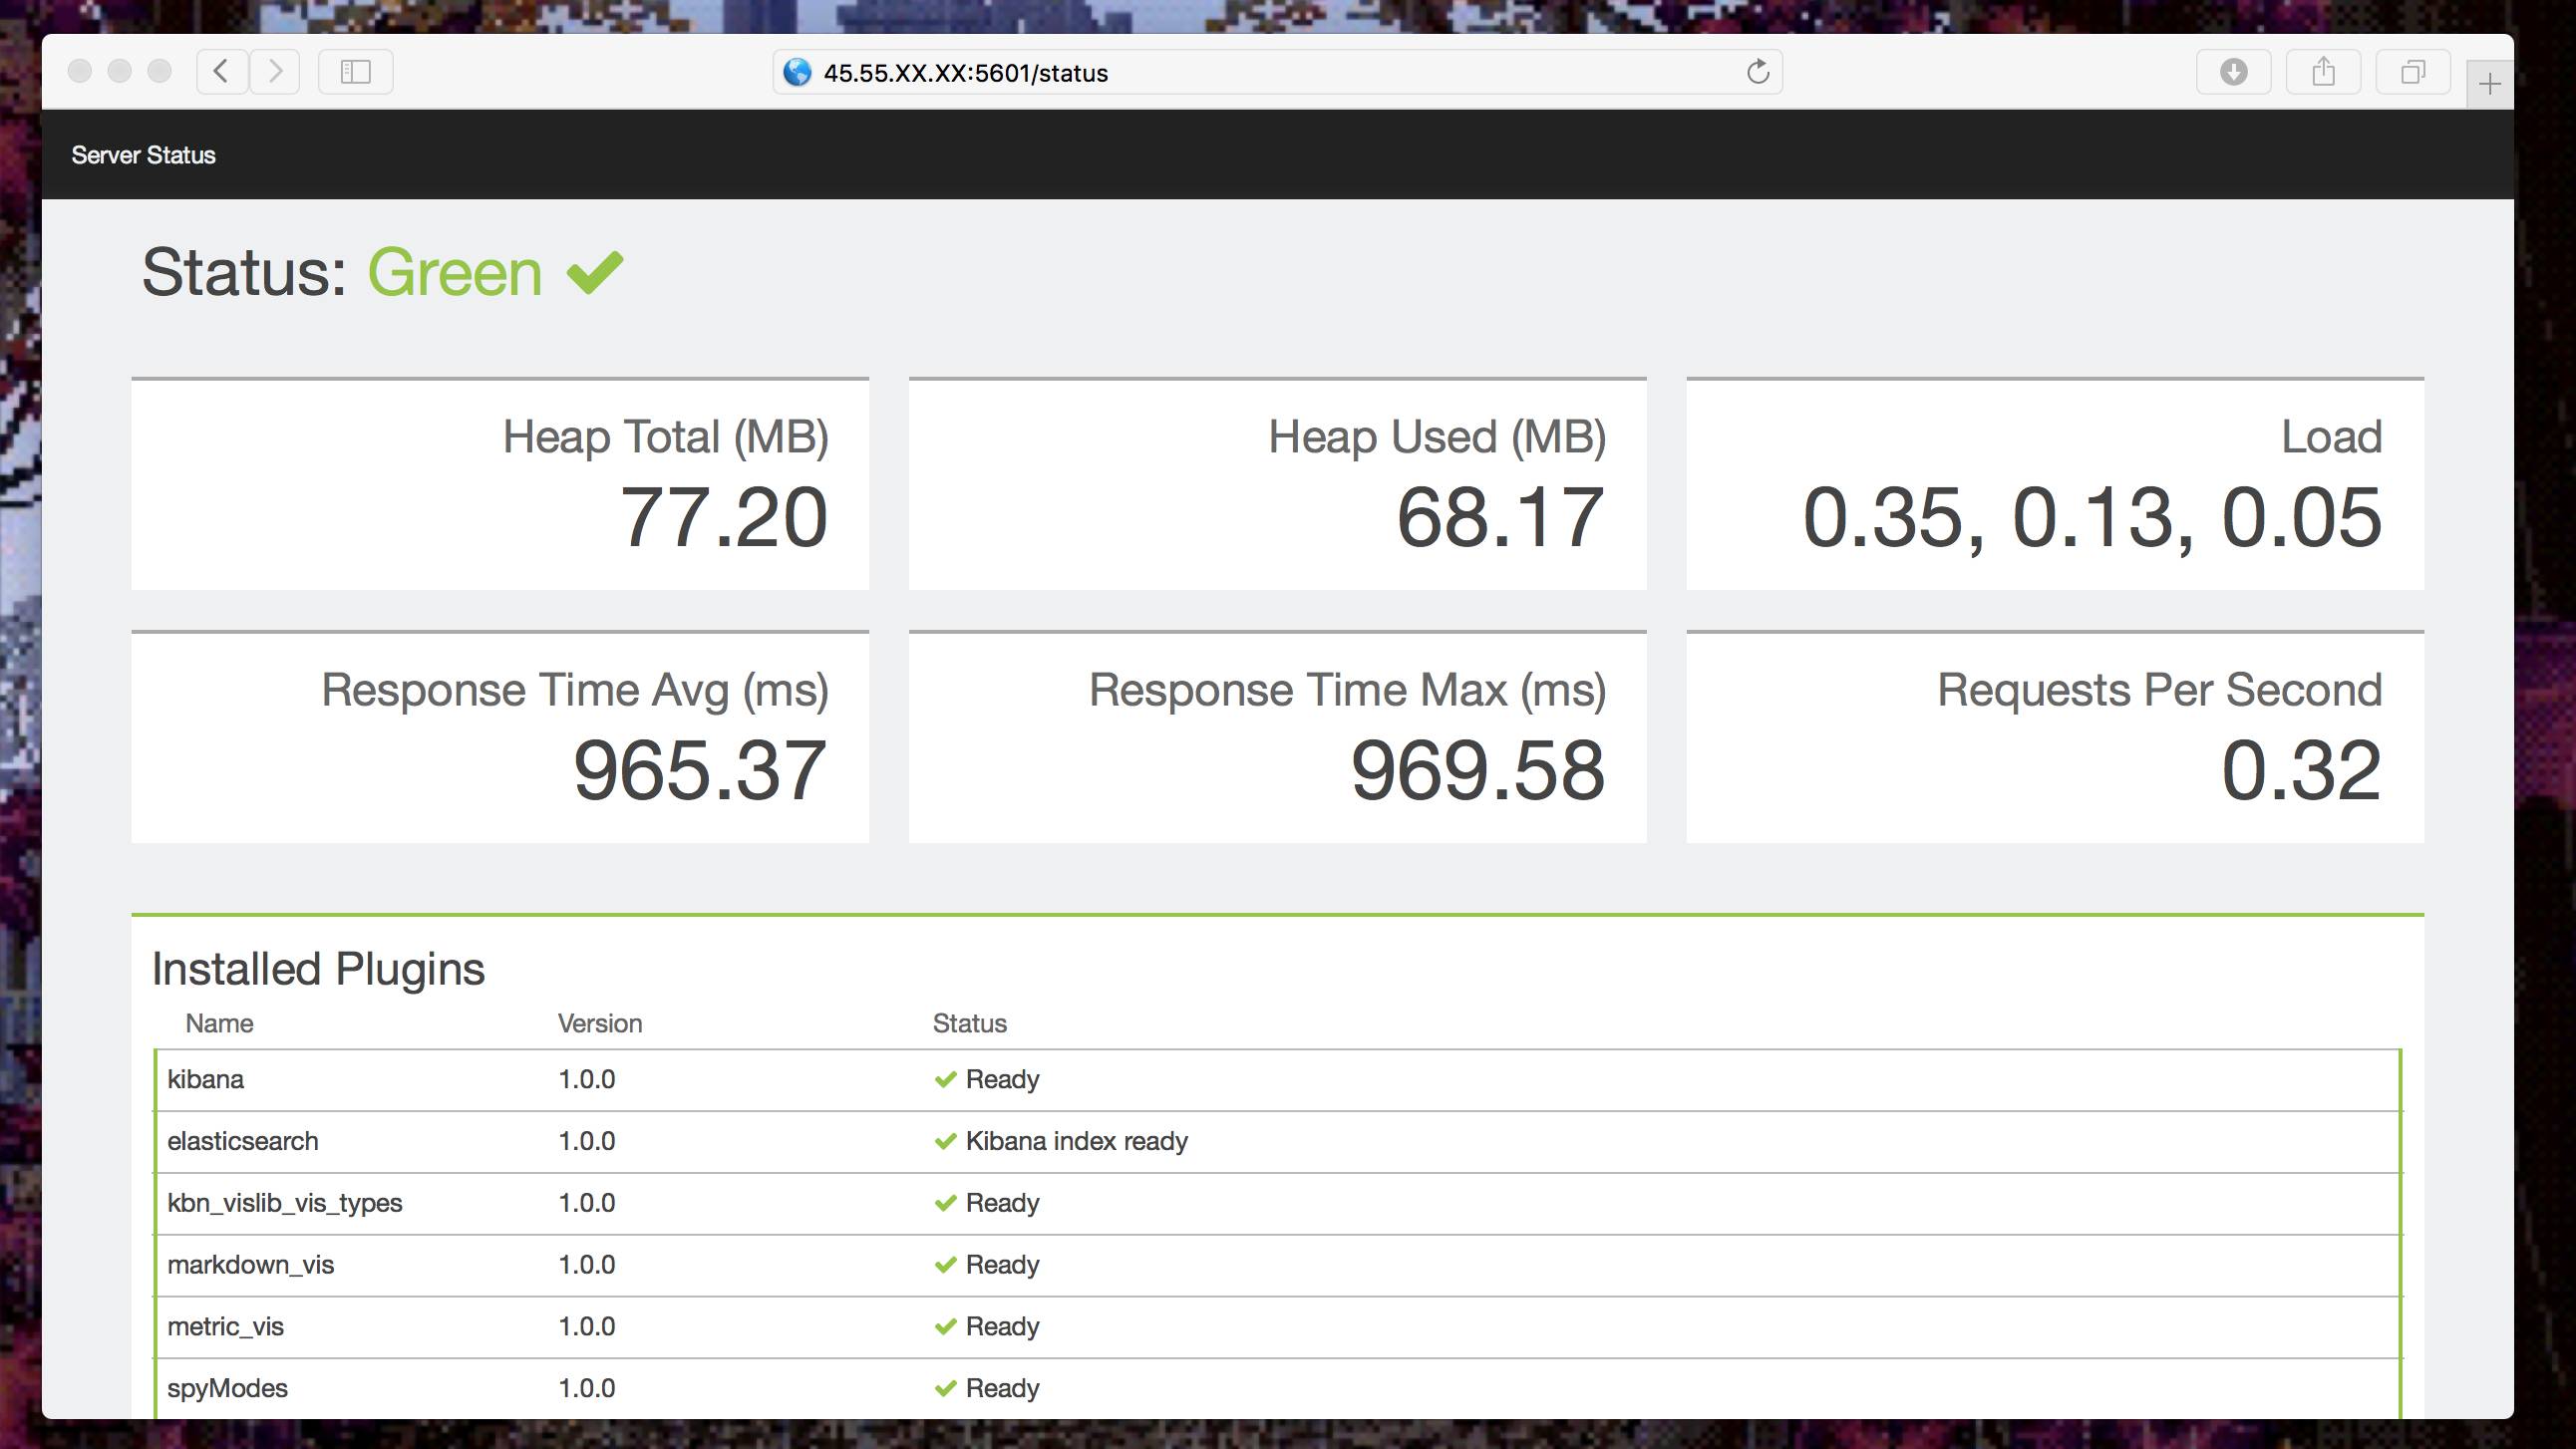 45.55.XX.XX:5601/status
Server Status
Status: Green
Heap Total (MB)
77.20
Heap Used (MB)
68.17
Load
0.35, 0.13, 0.05
Response Time Avg (ms)
965.37
Response Time Max (ms)
969.58
Requests Per Second
0.32
Installed Plugins
Name Version Status
kibana 1.0.0 Ready
elasticsearch 1.0.0 Kibana index ready
kbn_vislib_vis_types 1.0.0 Ready
markdown_vis 1.0.0 Ready
metric_vis 1.0.0 Ready
spyModes 1.0.0 Ready